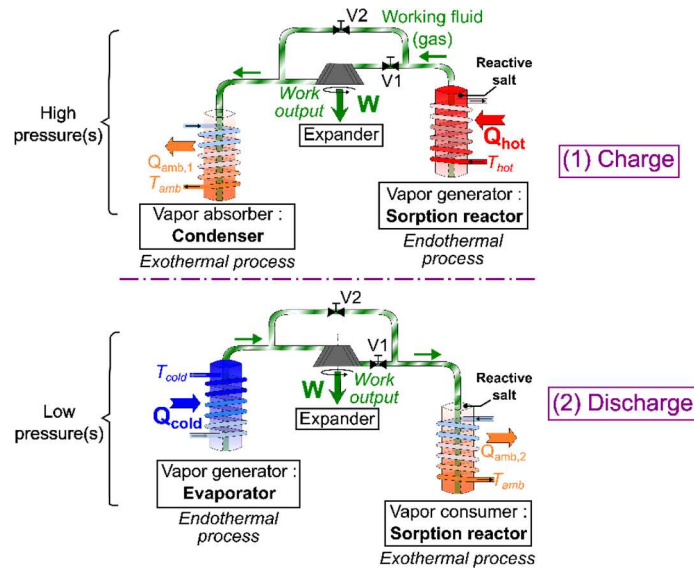 V2
Working fluid
(gas)
V1
Reactive
salt
Work
output
W
Expander
High
pressure(s)
Q_amb,1
T_amb
Q_hot
T_hot
(1) Charge
Vapor absorber :
Condenser
Exothermal process
Vapor generator :
Sorption reactor
Endothermal
process
V2
V1
T_cold
Q_cold
W
Work
output
Expander
Reactive
salt
Low
pressure(s)
(2) Discharge
Q_amb,2
T_amb
Vapor generator :
Evaporator
Endothermal
process
Vapor consumer :
Sorption reactor
Exothermal process